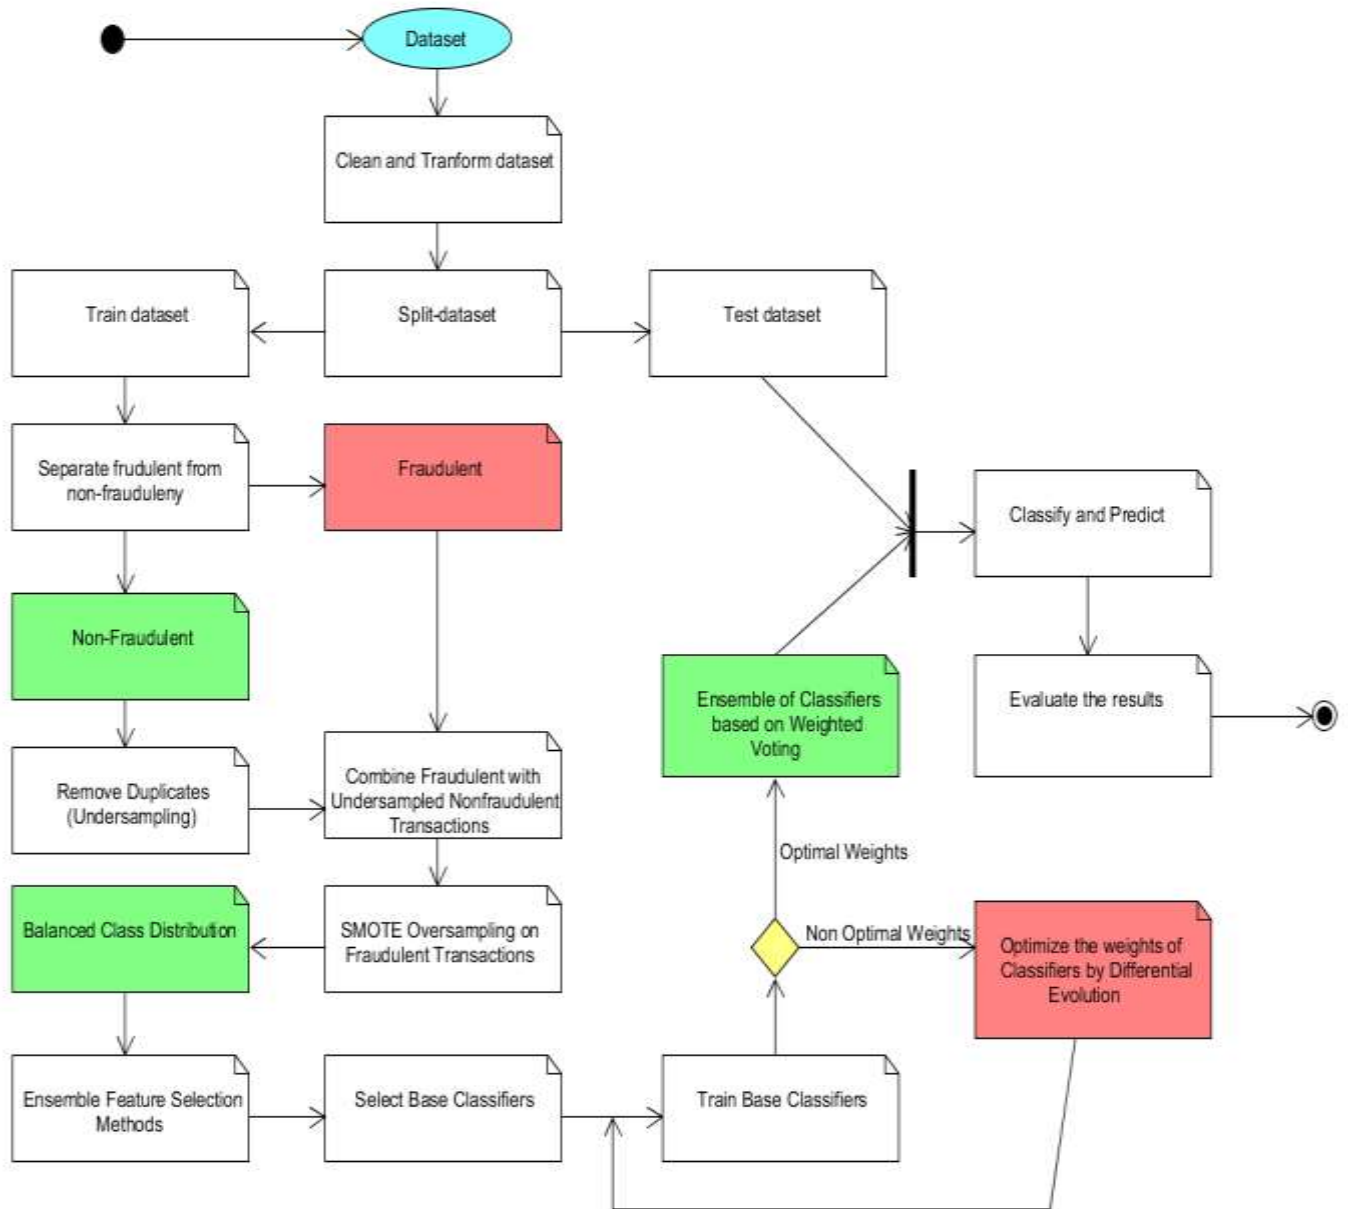 Dataset
Clean and Tranform dataset
Train dataset
Split-dataset
Test dataset
Separate frudulent from
non-frauduleny
Fraudulent
Classify and Predict
Non-Fraudulent
Ensemble of Classifiers
based on Weighted
Voting
Evaluate the results
Remove Duplicates
(Undersampling)
Combine Fraudulent with
Undersampled Nonfraudulent
Transactions
Optimal Weights
Balanced Class Distribution
SMOTE Oversampling on
Fraudulent Transactions
Non Optimal Weights
Optimize the weights of
Classifiers by Differential
Evolution
Ensemble Feature Selection
Methods
Select Base Classifiers
Train Base Classifiers